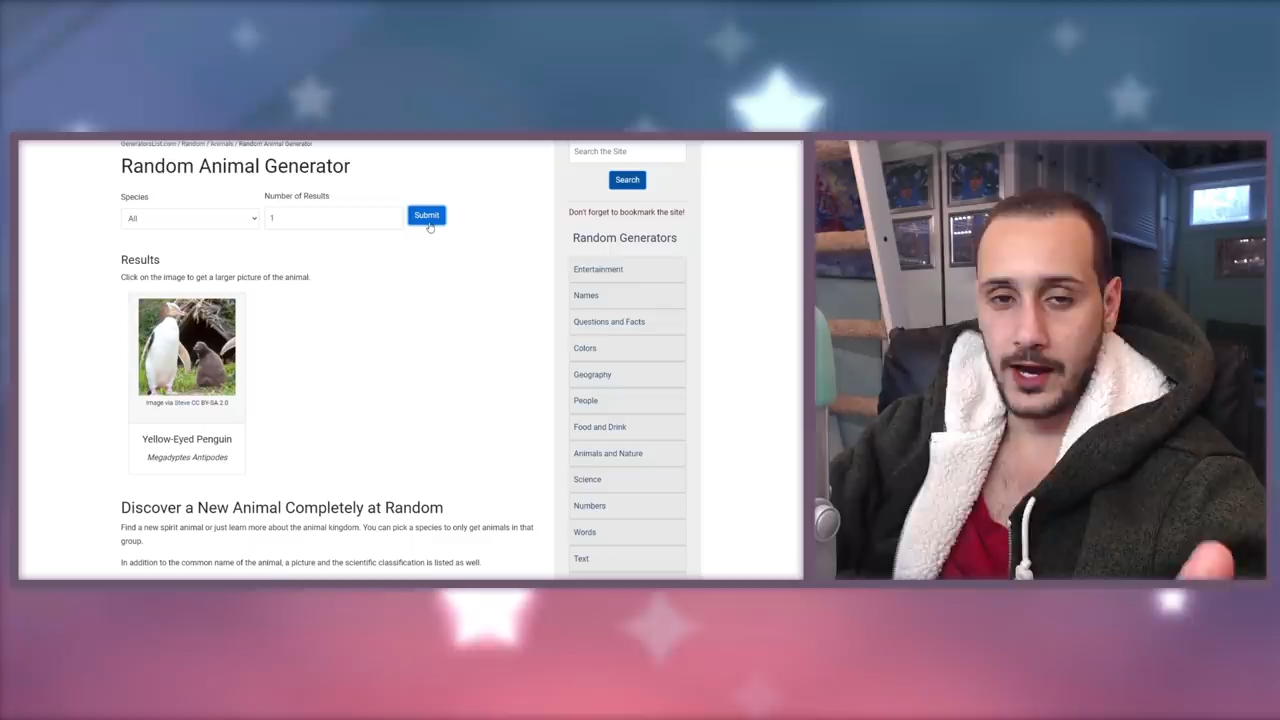 GeneratorsList.com / Random / Animals / Random Animal Generator
Random Animal Generator
Species
Number of Results
All
1
Submit
Results
Click on the image to get a larger picture of the animal.
Image via Steve CC BY-SA 2.0
Yellow-Eyed Penguin
Megadyptes Antipodes
Discover a New Animal Completely at Random
Find a new spirit animal or just learn more about the animal kingdom. You can pick a species to only get animals in that
group.
In addition to the common name of the animal, a picture and the scientific classification is listed as well.
Search the Site
Search
Don't forget to bookmark the site!
Random Generators
Entertainment
Names
Questions and Facts
Colors
Geography
People
Food and Drink
Animals and Nature
Science
Numbers
Words
Text